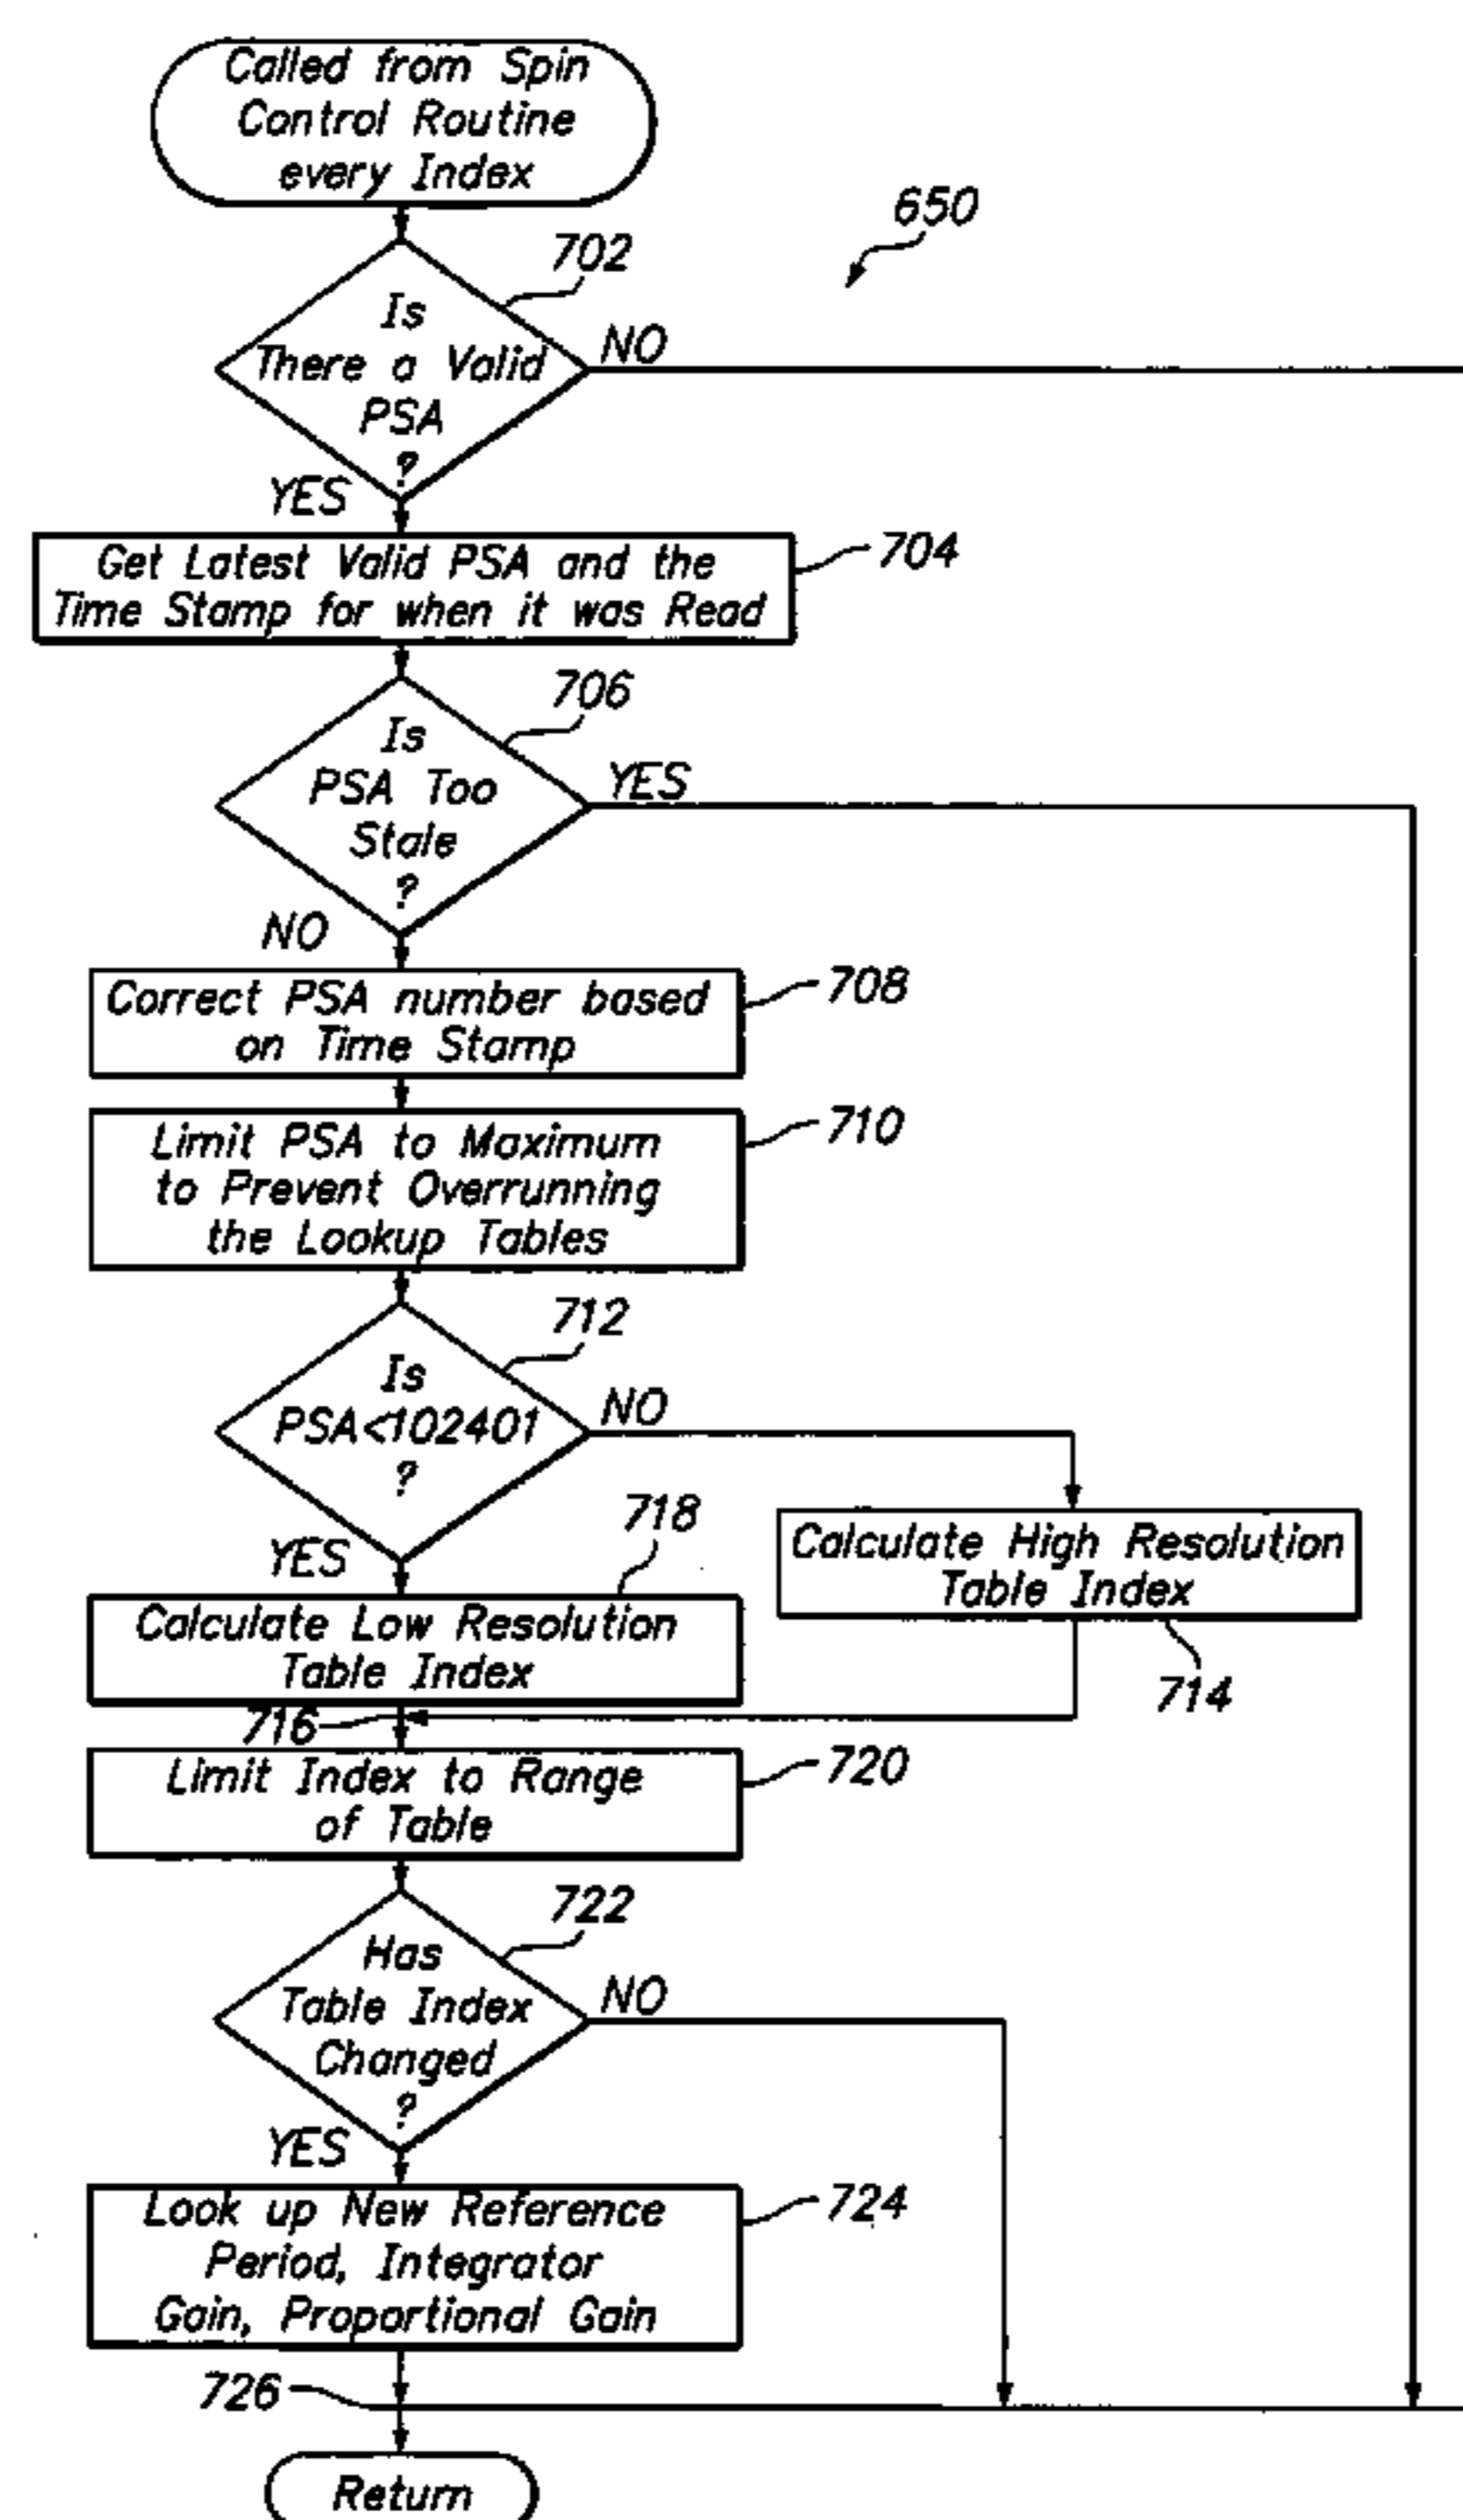 Called from Spin
Control Routine
every Index
650
702
Is
There a Valid
PSA
?
NO
YES
Get Latest Valid PSA and the
Time Stamp for when it was Read
704
706
Is
PSA Too
Stale
?
YES
NO
Correct PSA number based
on Time Stamp
708
Limit PSA to Maximum
to Prevent Overrunning
the Lookup Tables
710
712
Is
PSA<102401
?
NO
YES
718
Calculate High Resolution
Table Index
714
Calculate Low Resolution
Table Index
716
Limit Index to Range
of Table
720
722
Has
Table Index
Changed
?
NO
YES
Look up New Reference
Period, Integrator
Gain, Proportional Gain
724
726
Return